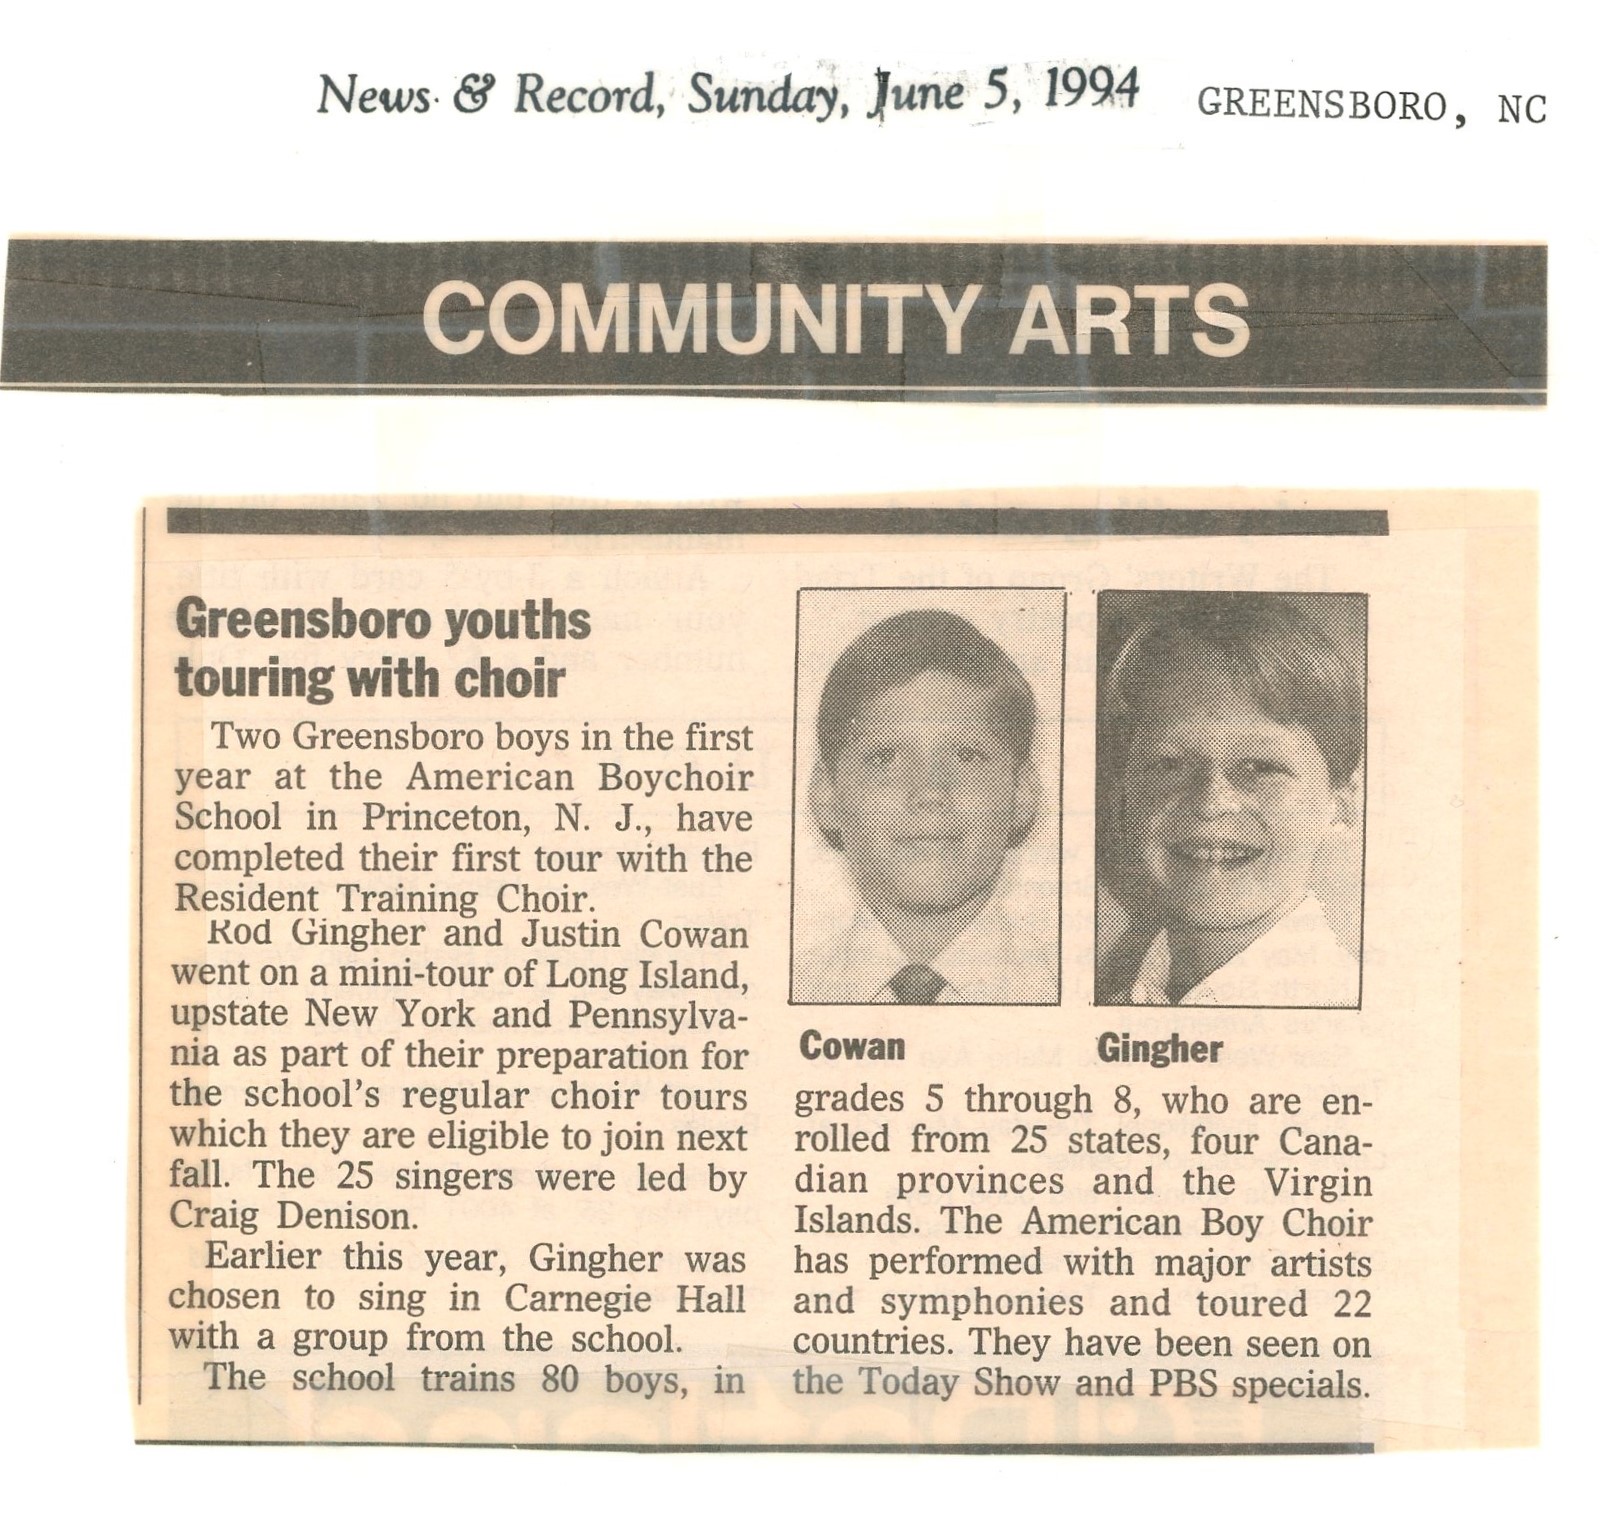 News & Record, Sunday, June 5, 1994 GREENSBORO, NC
COMMUNITY ARTS
Greensboro youths
touring with choir
Two Greensboro boys in the first
year at the American Boychoir
School in Princeton, N. J., have
completed their first tour with the
Resident Training Choir.
Rod Gingher and Justin Cowan
went on a mini-tour of Long Island,
upstate New York and Pennsylva-
nia as part of their preparation for
the school's regular choir tours
which they are eligible to join next
fall. The 25 singers were led by
Craig Denison.
Earlier this year, Gingher was
chosen to sing in Carnegie Hall
with a group from the school.
The school trains 80 boys, in
Cowan Gingher
grades 5 through 8, who are en-
rolled from 25 states, four Cana-
dian provinces and the Virgin
Islands. The American Boy Choir
has performed with major artists
and symphonies and toured 22
countries. They have been seen on
the Today Show and PBS specials.